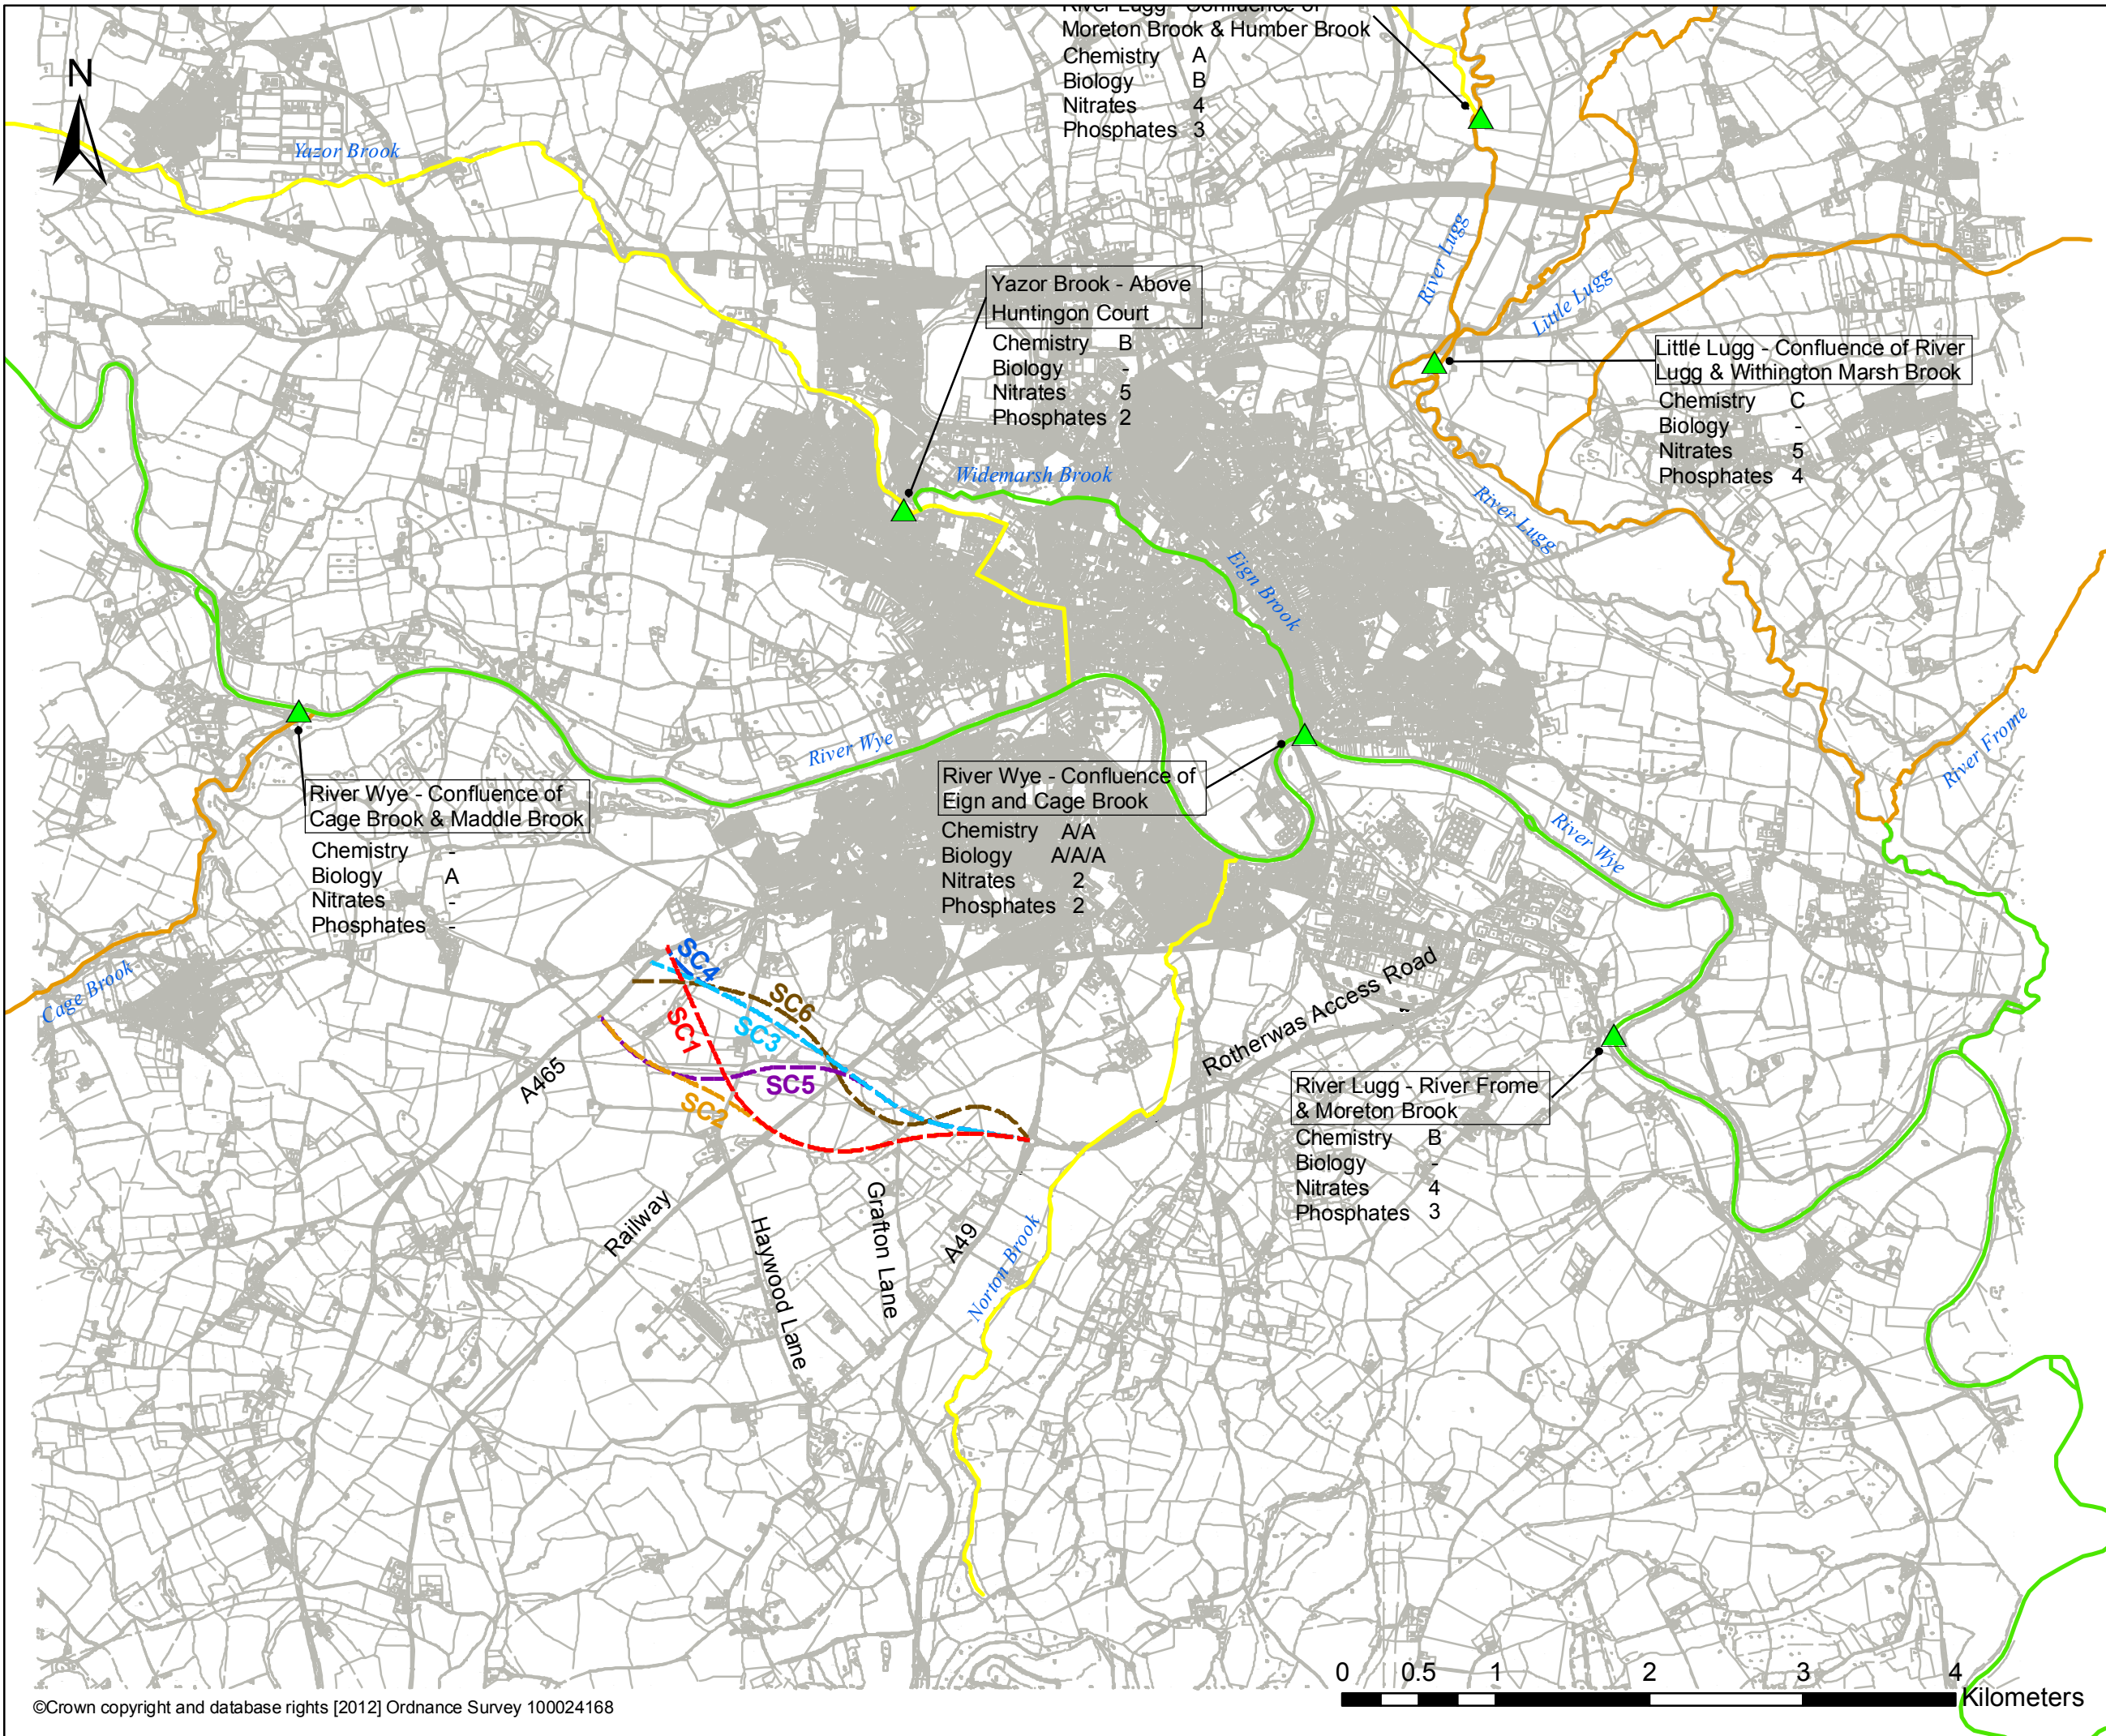 River Lugg - Confluence of
Moreton Brook & Humber Brook
Chemistry A
Biology B
Nitrates 4
Phosphates 3
N
Yazor Brook
River Lugg
Little Lugg
Yazor Brook - Above
Huntingon Court
Chemistry B
Biology -
Nitrates 5
Phosphates 2
Little Lugg - Confluence of River
Lugg & Withington Marsh Brook
Chemistry C
Biology -
Nitrates 5
Phosphates 4
Widemarsh Brook
River Lugg
Eign Brook
River Wye
River Frome
River Wye - Confluence of
Cage Brook & Maddle Brook
Chemistry -
Biology A
Nitrates -
Phosphates -
River Wye - Confluence of
Eign and Cage Brook
Chemistry A/A
Biology A/A/A
Nitrates 2
Phosphates 2
River Wye
Cage Brook
SC4
SC6
SC1
SC3
SC5
SC2
A465
Rotherwas Access Road
River Lugg - River Frome
& Moreton Brook
Chemistry B
Biology -
Nitrates 4
Phosphates 3
Railway
Haywood Lane
Grafton Lane
A49
Norton Brook
0 0.5 1 2 3 4
Kilometers
©Crown copyright and database rights [2012] Ordnance Survey 100024168